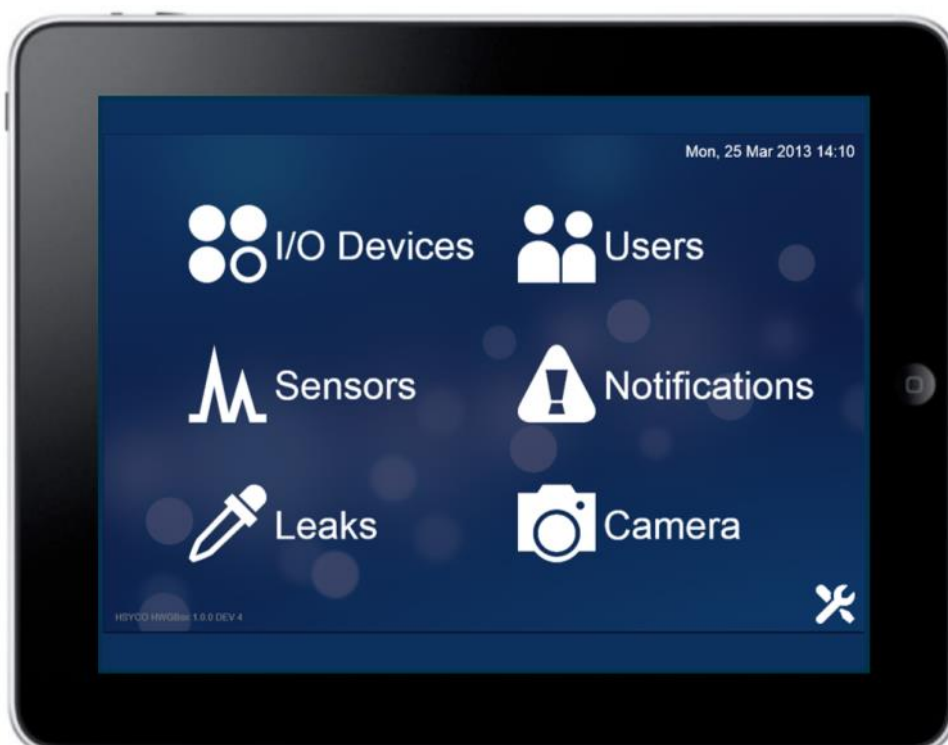 Mon, 25 Mar 2013 14:10
I/O Devices
Users
Sensors
Notifications
Leaks
Camera
HSYCO HWGBox 1.0.0 DEV 4